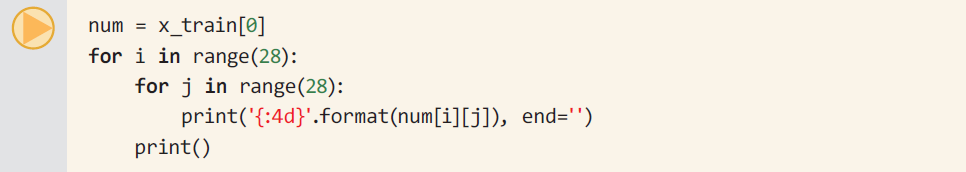 num = x_train[0]
for i in range(28):
    for j in range(28):
        print('{:4d}'.format(num[i][j]), end='')
    print()